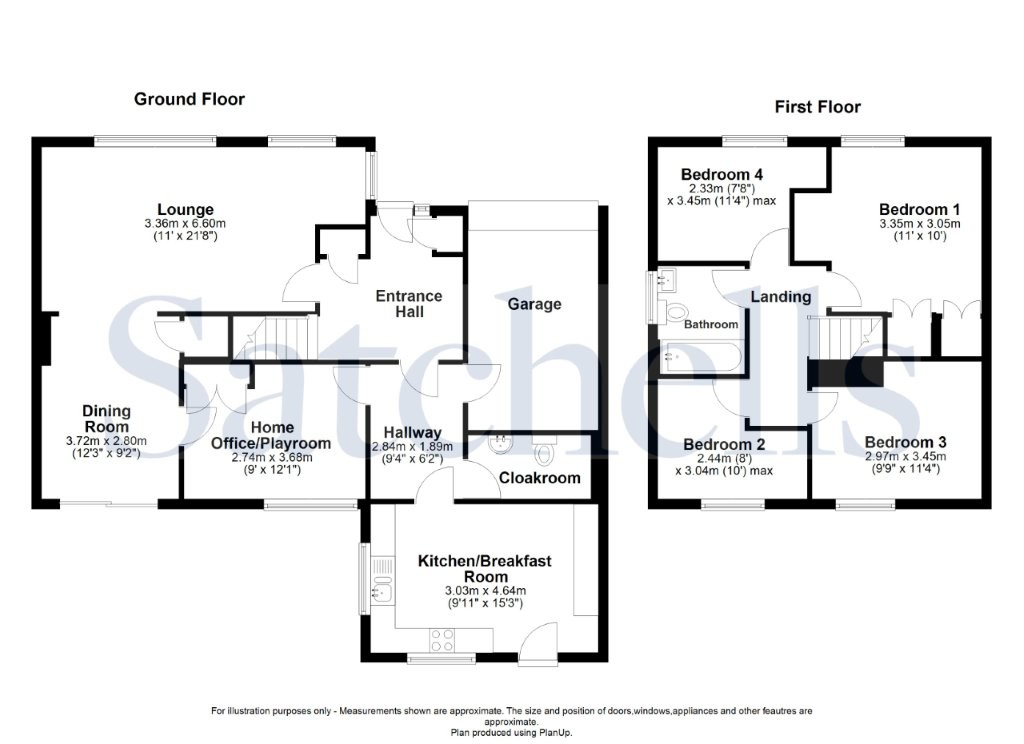 Ground Floor
First Floor
Lounge
3.36m x 6.60m
(11' x 21'8")
Entrance
Hall
Garage
Dining
Room
3.72m x 2.80m
(12'3" x 9'2")
Home
Office/Playroom
2.74m x 3.68m
(9' x 12'1")
Hallway
2.84m x 1.89m
(9'4" x 6'2")
Cloakroom
Kitchen/Breakfast
Room
3.03m x 4.64m
(9'11" x 15'3")
Bedroom 4
2.33m (7'8")
x 3.45m (11'4") max
Bedroom 1
3.35m x 3.05m
(11' x 10')
Landing
Bathroom
Bedroom 2
2.44m (8')
x 3.04m (10') max
Bedroom 3
2.97m x 3.45m
(9'9" x 11'4")
Satchells
For illustration purposes only - Measurements shown are approximate. The size and position of doors,windows,appliances and other feautres are
approximate.
Plan produced using PlanUp.